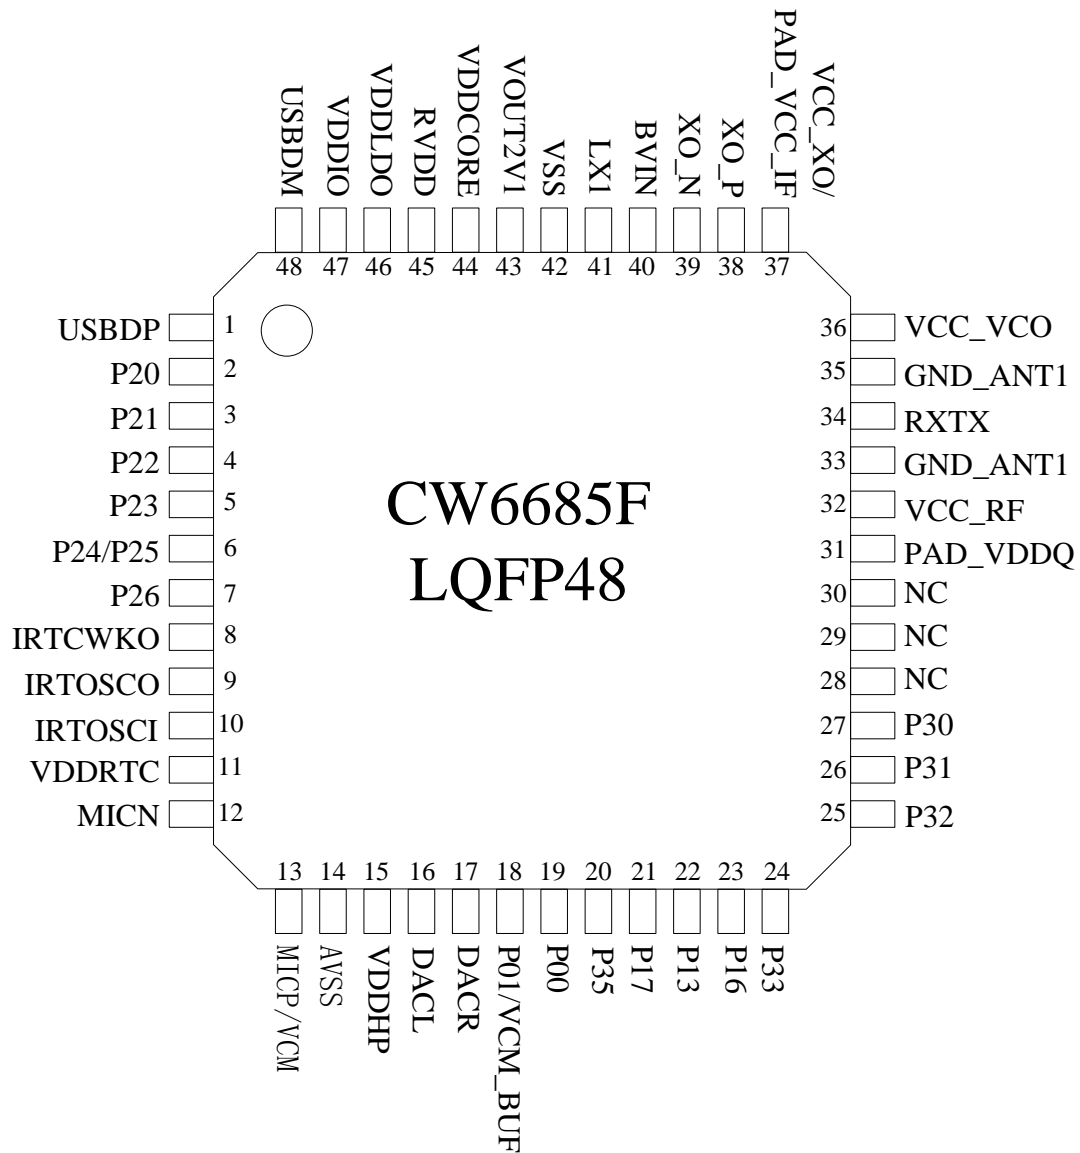 USBDM
VDDIO
VDDLDO
RVDD
VDDCORE
VOUT2V1
VSS
LX1
BVIN
XO_N
XO_P
VCC_XO/
PAD_VCC_IF
48 47 46 45 44 43 42 41 40 39 38 37
USBDP 1
P20 2
P21 3
P22 4
P23 5
P24/P25 6
P26 7
IRTCWKO 8
IRTOSCO 9
IRTOSCI 10
VDDRTC 11
MICN 12
CW6685F
LQFP48
36 VCC_VCO
35 GND_ANT1
34 RXTX
33 GND_ANT1
32 VCC_RF
31 PAD_VDDQ
30 NC
29 NC
28 NC
27 P30
26 P31
25 P32
13 14 15 16 17 18 19 20 21 22 23 24
MICP/VCM
AVSS
VDDHP
DACL
DACR
P01/VCM_BUF
P00
P35
P17
P13
P16
P33